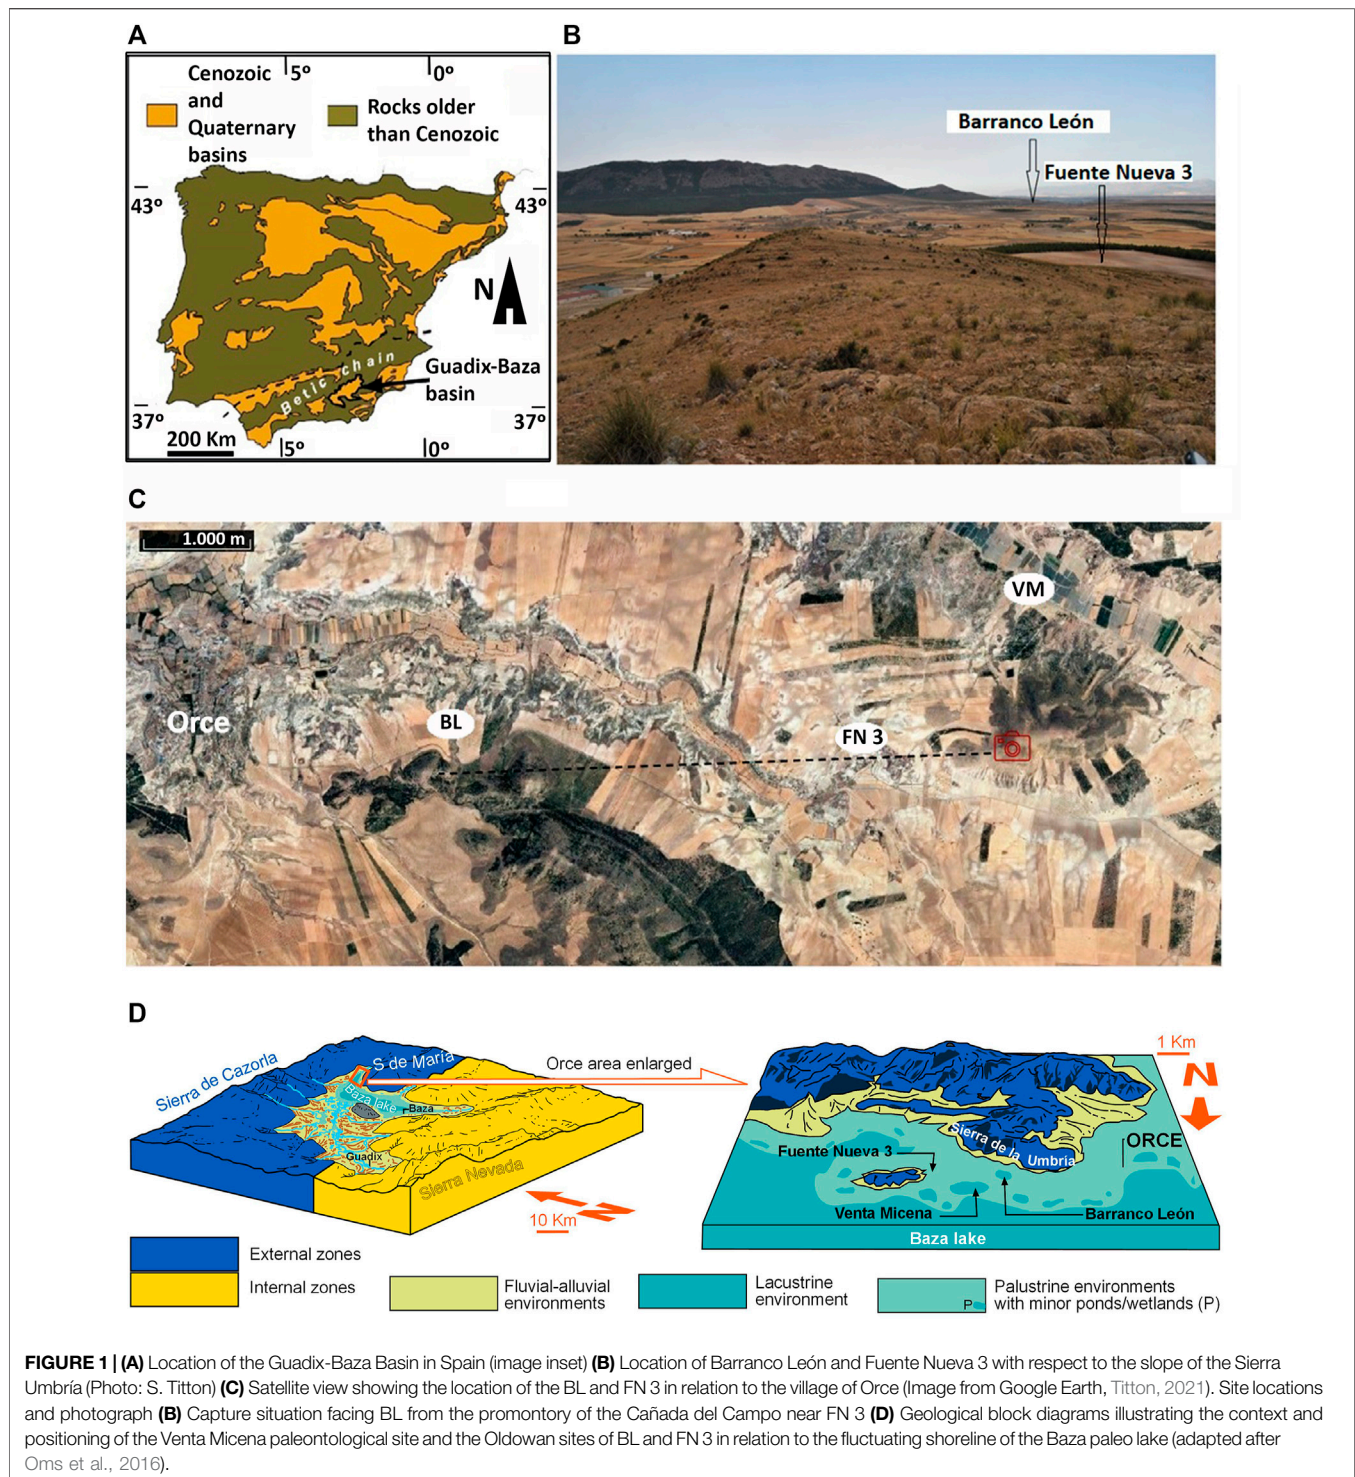 A
Cenozoic
and
Quaternary
basins
5º
0º
Rocks older
than Cenozoic
43º
43º
N
Betic chain
Guadix-Baza
basin
37º
37º
200 Km
5º
0º
B
Barranco León
Fuente Nueva 3
C
1.000 m
VM
Orce
BL
FN 3
D
Sierra de Cazorla
S de María
Baza lake
Baza
Guadix
Sierra Nevada
N
10 Km
Orce area enlarged
1 Km
N
Fuente Nueva 3
Sierra de la Umbria
ORCE
Venta Micena
Barranco León
Baza lake
External zones
Internal zones
Fluvial-alluvial
environments
Lacustrine
environment
P
Palustrine environments
with minor ponds/wetlands (P)
FIGURE 1 | (A) Location of the Guadix-Baza Basin in Spain (image inset) (B) Location of Barranco León and Fuente Nueva 3 with respect to the slope of the Sierra
Umbría (Photo: S. Titton) (C) Satellite view showing the location of the BL and FN 3 in relation to the village of Orce (Image from Google Earth, Titton, 2021). Site locations
and photograph (B) Capture situation facing BL from the promontory of the Cañada del Campo near FN 3 (D) Geological block diagrams illustrating the context and
positioning of the Venta Micena paleontological site and the Oldowan sites of BL and FN 3 in relation to the fluctuating shoreline of the Baza paleo lake (adapted after
Oms et al., 2016).